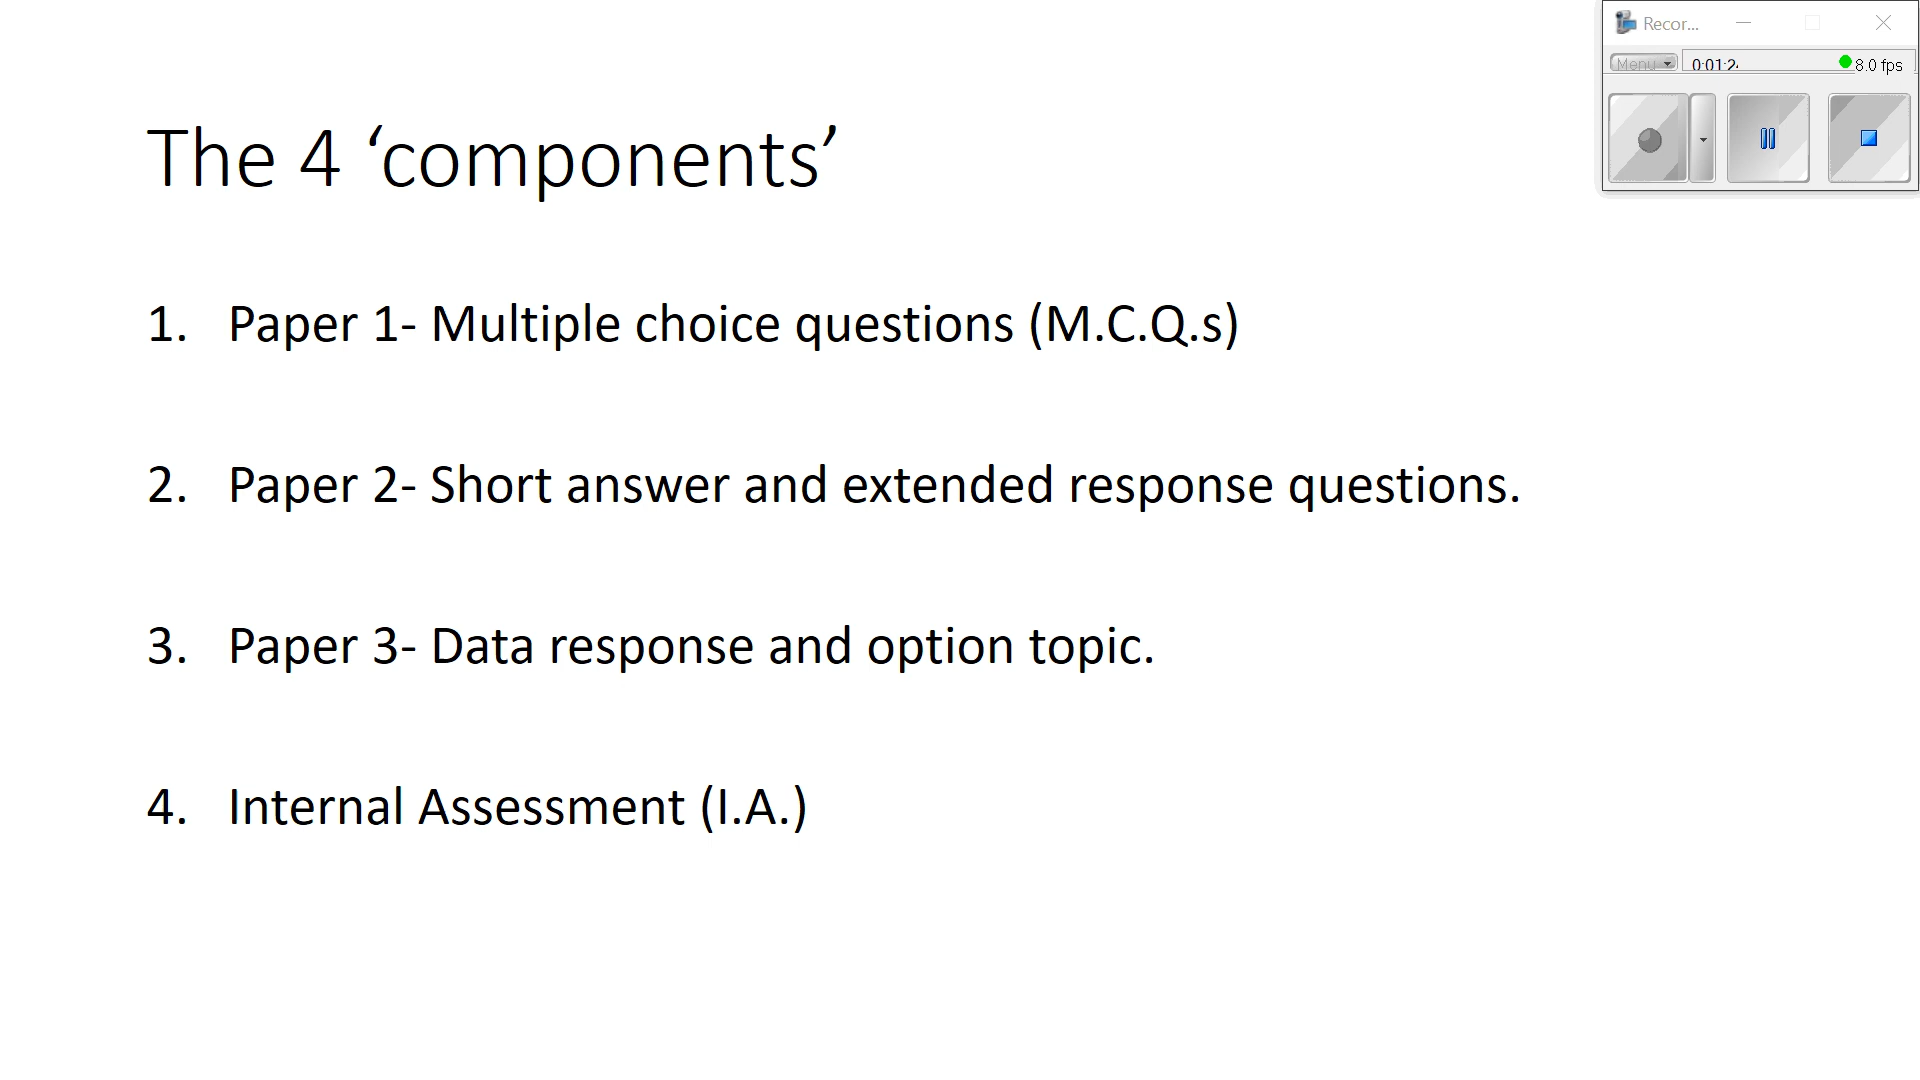 Recor...
Menu
8.0 fps
The 4 ‘components’
1. Paper 1- Multiple choice questions (M.C.Q.s)
2. Paper 2- Short answer and extended response questions.
3. Paper 3- Data response and option topic.
4. Internal Assessment (I.A.)